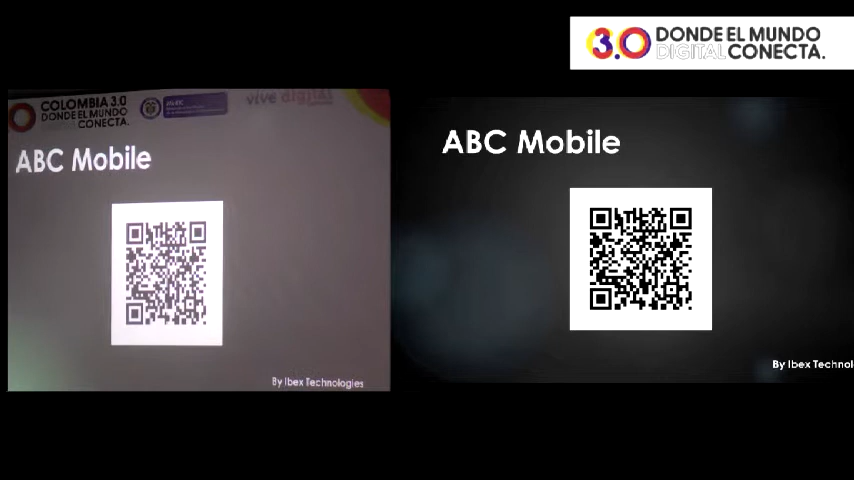 3.0 DONDE EL MUNDO
DIGITAL CONECTA.
COLOMBIA 3.0
DONDE EL MUNDO
CONECTA.
vive digital
ABC Mobile
By Ibex Technologies
ABC Mobile
By Ibex Technol